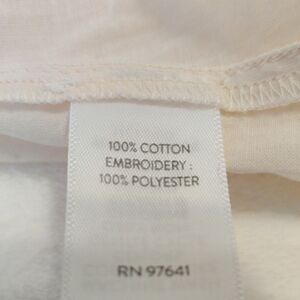 100% COTTON
EMBROIDERY :
100% POLYESTER
RN 97641